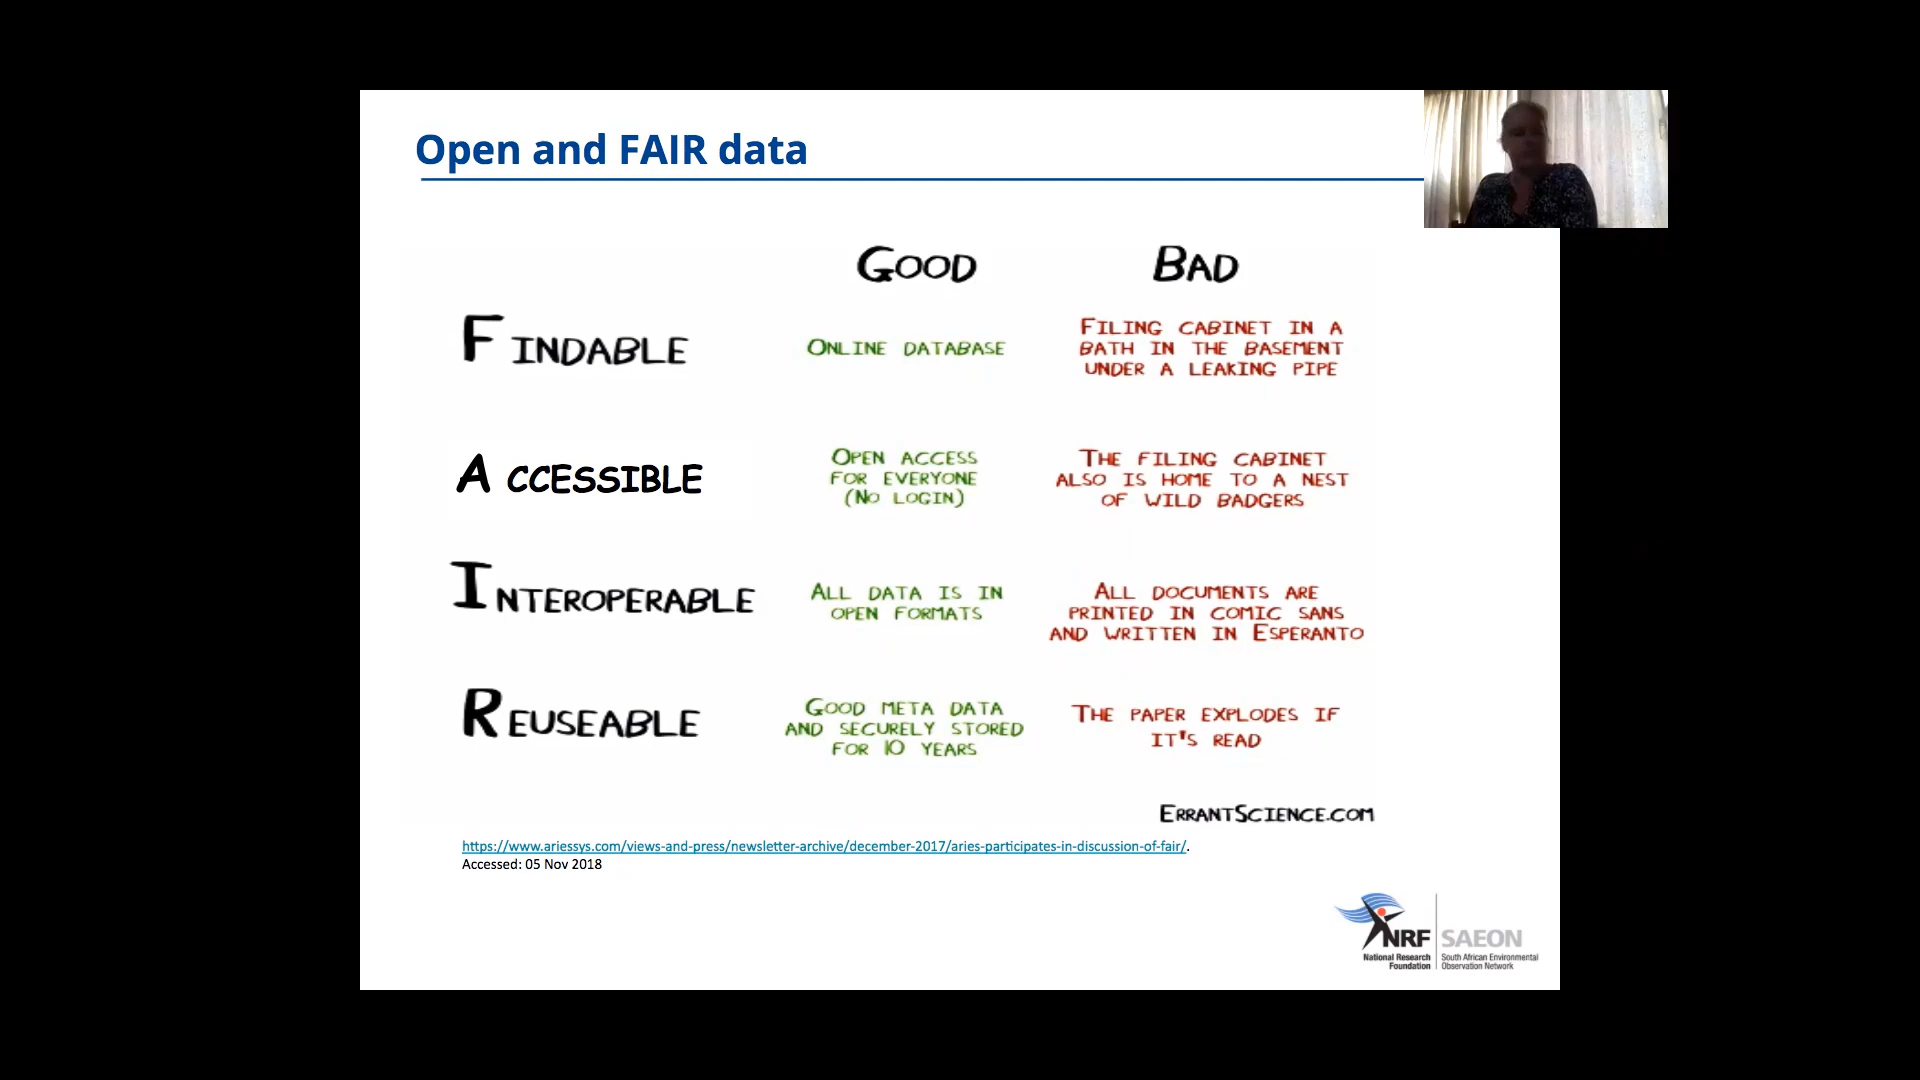 Open and FAIR data
GOOD
BAD
FINDABLE
ONLINE DATABASE
FILING CABINET IN A
BATH IN THE BASEMENT
UNDER A LEAKING PIPE
ACCESSIBLE
OPEN ACCESS
FOR EVERYONE
(NO LOGIN)
THE FILING CABINET
ALSO IS HOME TO A NEST
OF WILD BADGERS
INTEROPERABLE
ALL DATA IS IN
OPEN FORMATS
ALL DOCUMENTS ARE
PRINTED IN COMIC SANS
AND WRITTEN IN ESPERANTO
REUSEABLE
GOOD META DATA
AND SECURELY STORED
FOR 10 YEARS
THE PAPER EXPLODES IF
IT'S READ
ERRANTSCIENCE.COM
https://www.ariessys.com/views-and-press/newsletter-archive/december-2017/aries-participates-in-discussion-of-fair/.
Accessed: 05 Nov 2018
NRF
National Research
Foundation
SAEON
South African Environmental
Observation Network